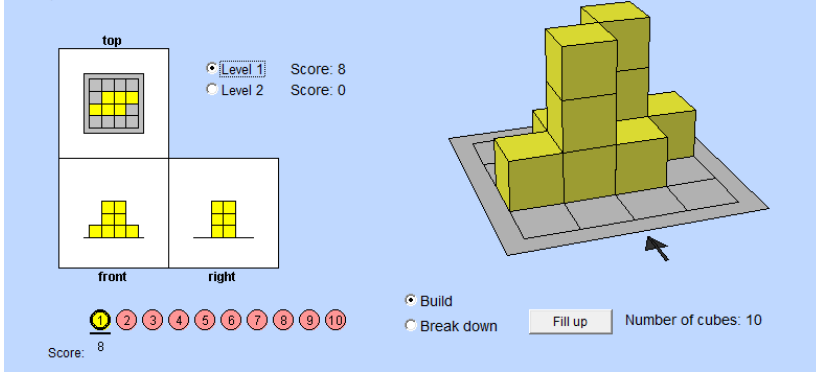 top
Level 1 Score: 8
Level 2 Score: 0
front right
Build
Break down
Fill up
Number of cubes: 10
1 2 3 4 5 6 7 8 9 10
Score: 8